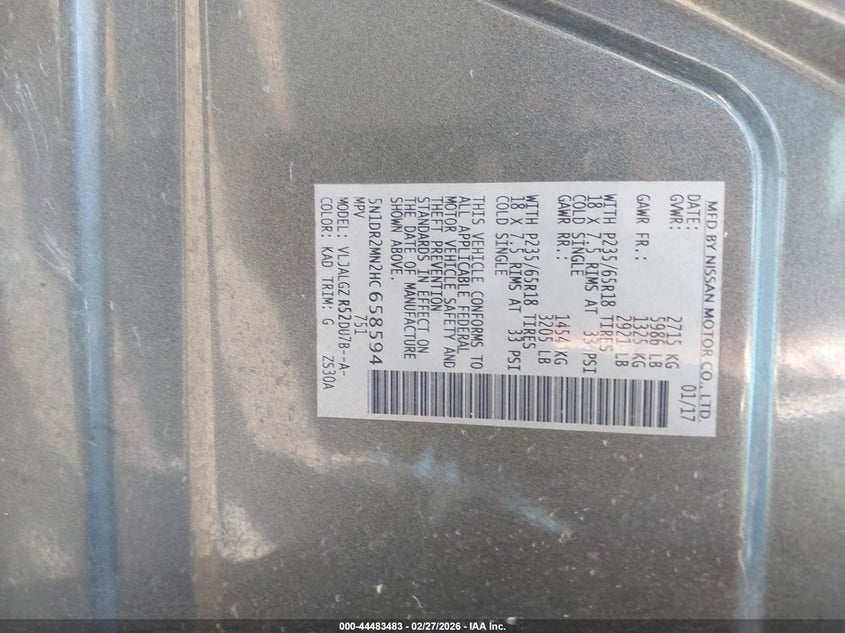 MFD BY NISSAN MOTOR CO., LTD.
DATE: 01/17
GVWR: 2715 KG
5986 LB
GAWR FR.: 1325 KG
2921 LB
WITH P235/65R18 TIRES
18 X 7.5 RIMS AT 33 PSI
COLD SINGLE
GAWR RR.: 1454 KG
3205 LB
WITH P235/65R18 TIRES
18 X 7.5 RIMS AT 33 PSI
COLD SINGLE
THIS VEHICLE CONFORMS TO
ALL APPLICABLE FEDERAL
MOTOR VEHICLE SAFETY AND
THEFT PREVENTION
STANDARDS IN EFFECT ON
THE DATE OF MANUFACTURE
SHOWN ABOVE.
5N1DR2MN2HC658594
MPV 751
MODEL: VLJALGZ R52DU7B--A-
COLOR: KAD TRIM: G ZS30A
000-44483483 - 02/27/2026 - IAA Inc.